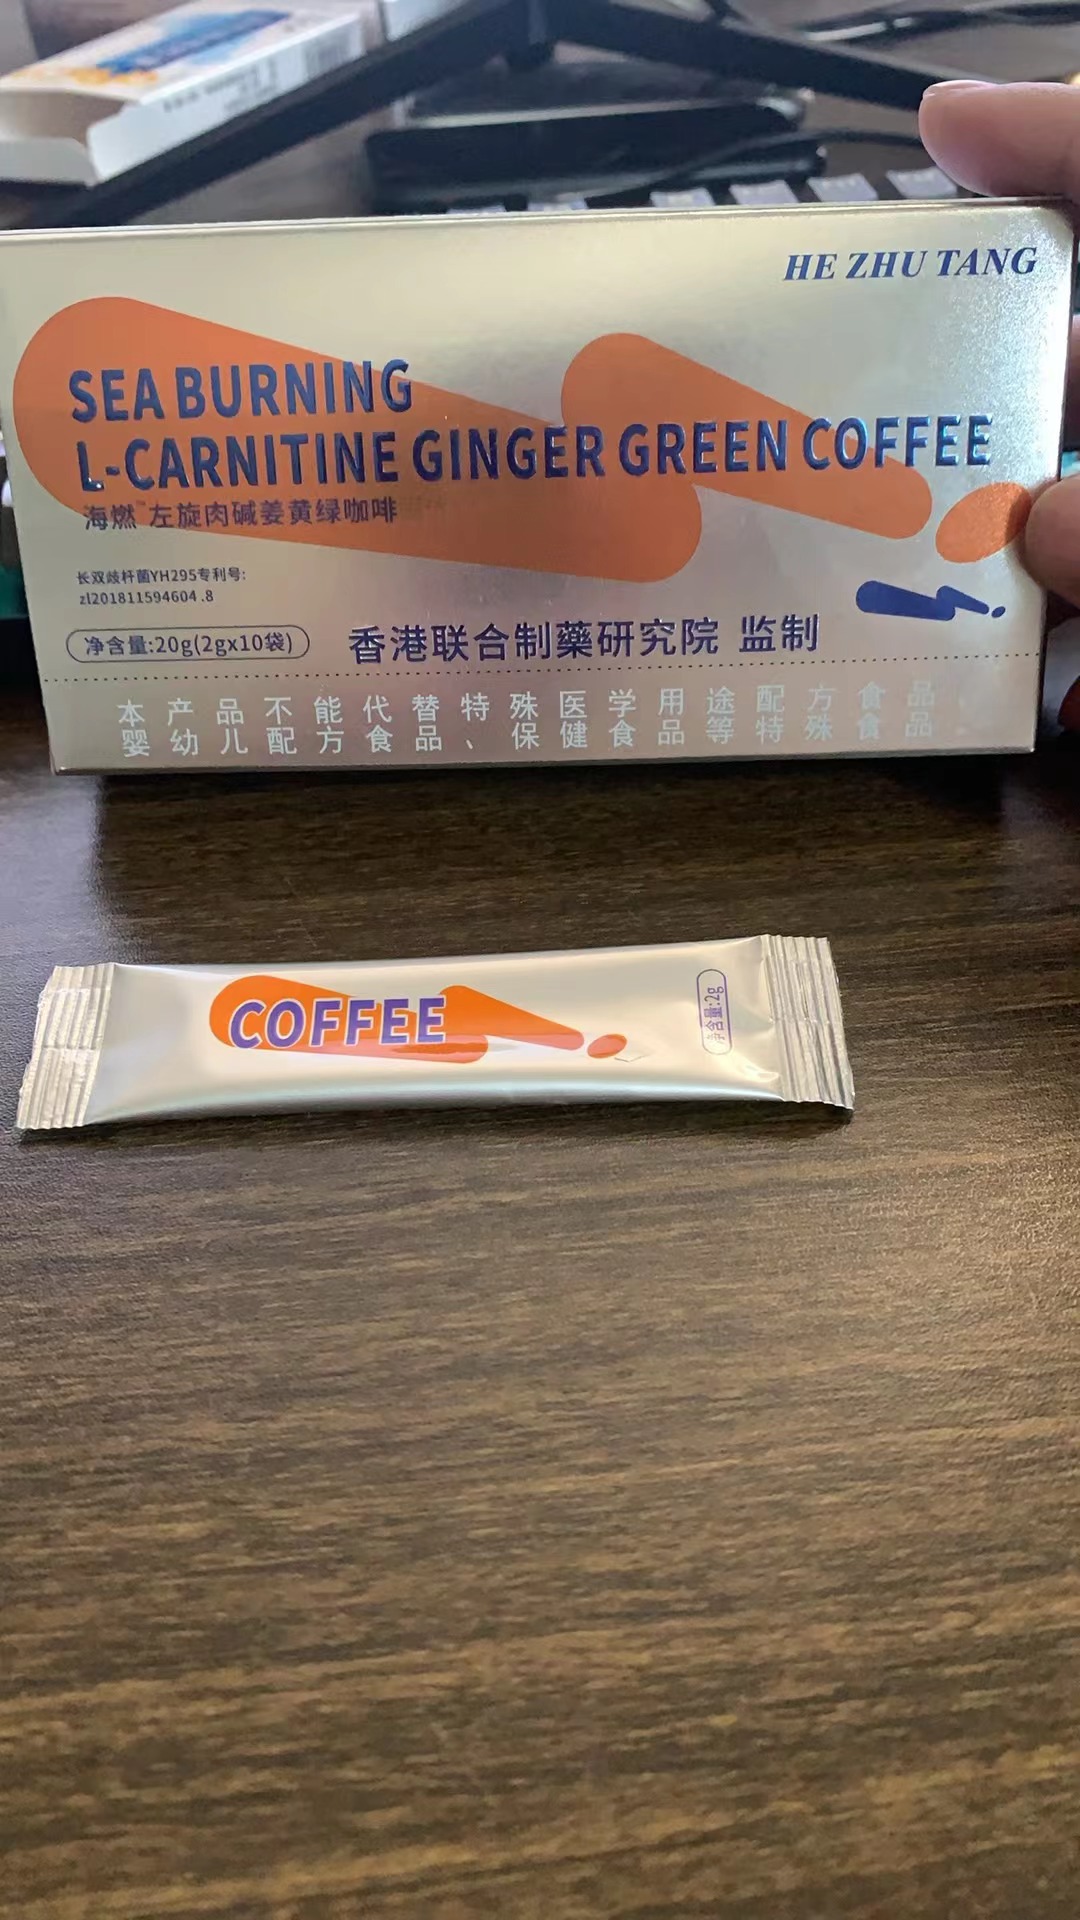 HE ZHU TANG
SEA BURNING
L-CARNITINE GINGER GREEN COFFEE
海燃™左旋肉碱姜黄绿咖啡
长双歧杆菌YH295专利号:
zl201811594604.8
净含量:20g(2gx10袋)
香港联合制藥研究院 监制
本产品不能代替特殊医学用途配方食品
婴幼儿配方食品、保健食品等特殊食品
COFFEE
净含量:2g